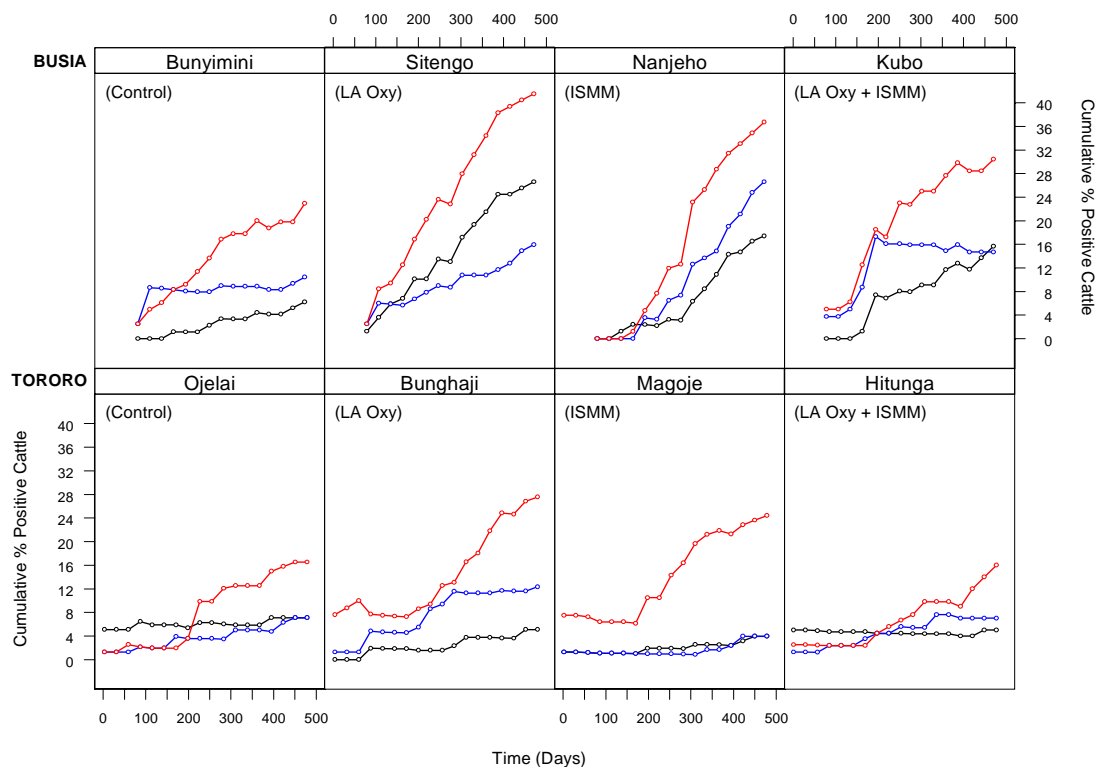 0 100 200 300 400 500 0 100 200 300 400 500
BUSIA Bunyimini Sitengo Nanjeho Kubo
(Control) (LA Oxy) (ISMM) (LA Oxy + ISMM)
40
36
32
28
24
20
16
12
8
4
0
Cumulative % Positive Cattle
TORORO Ojelai Bunghaji Magoje Hitunga
(Control) (LA Oxy) (ISMM) (LA Oxy + ISMM)
Cumulative % Positive Cattle
40
36
32
28
24
20
16
12
8
4
0
0 100 200 300 400 500 0 100 200 300 400 500
Time (Days)